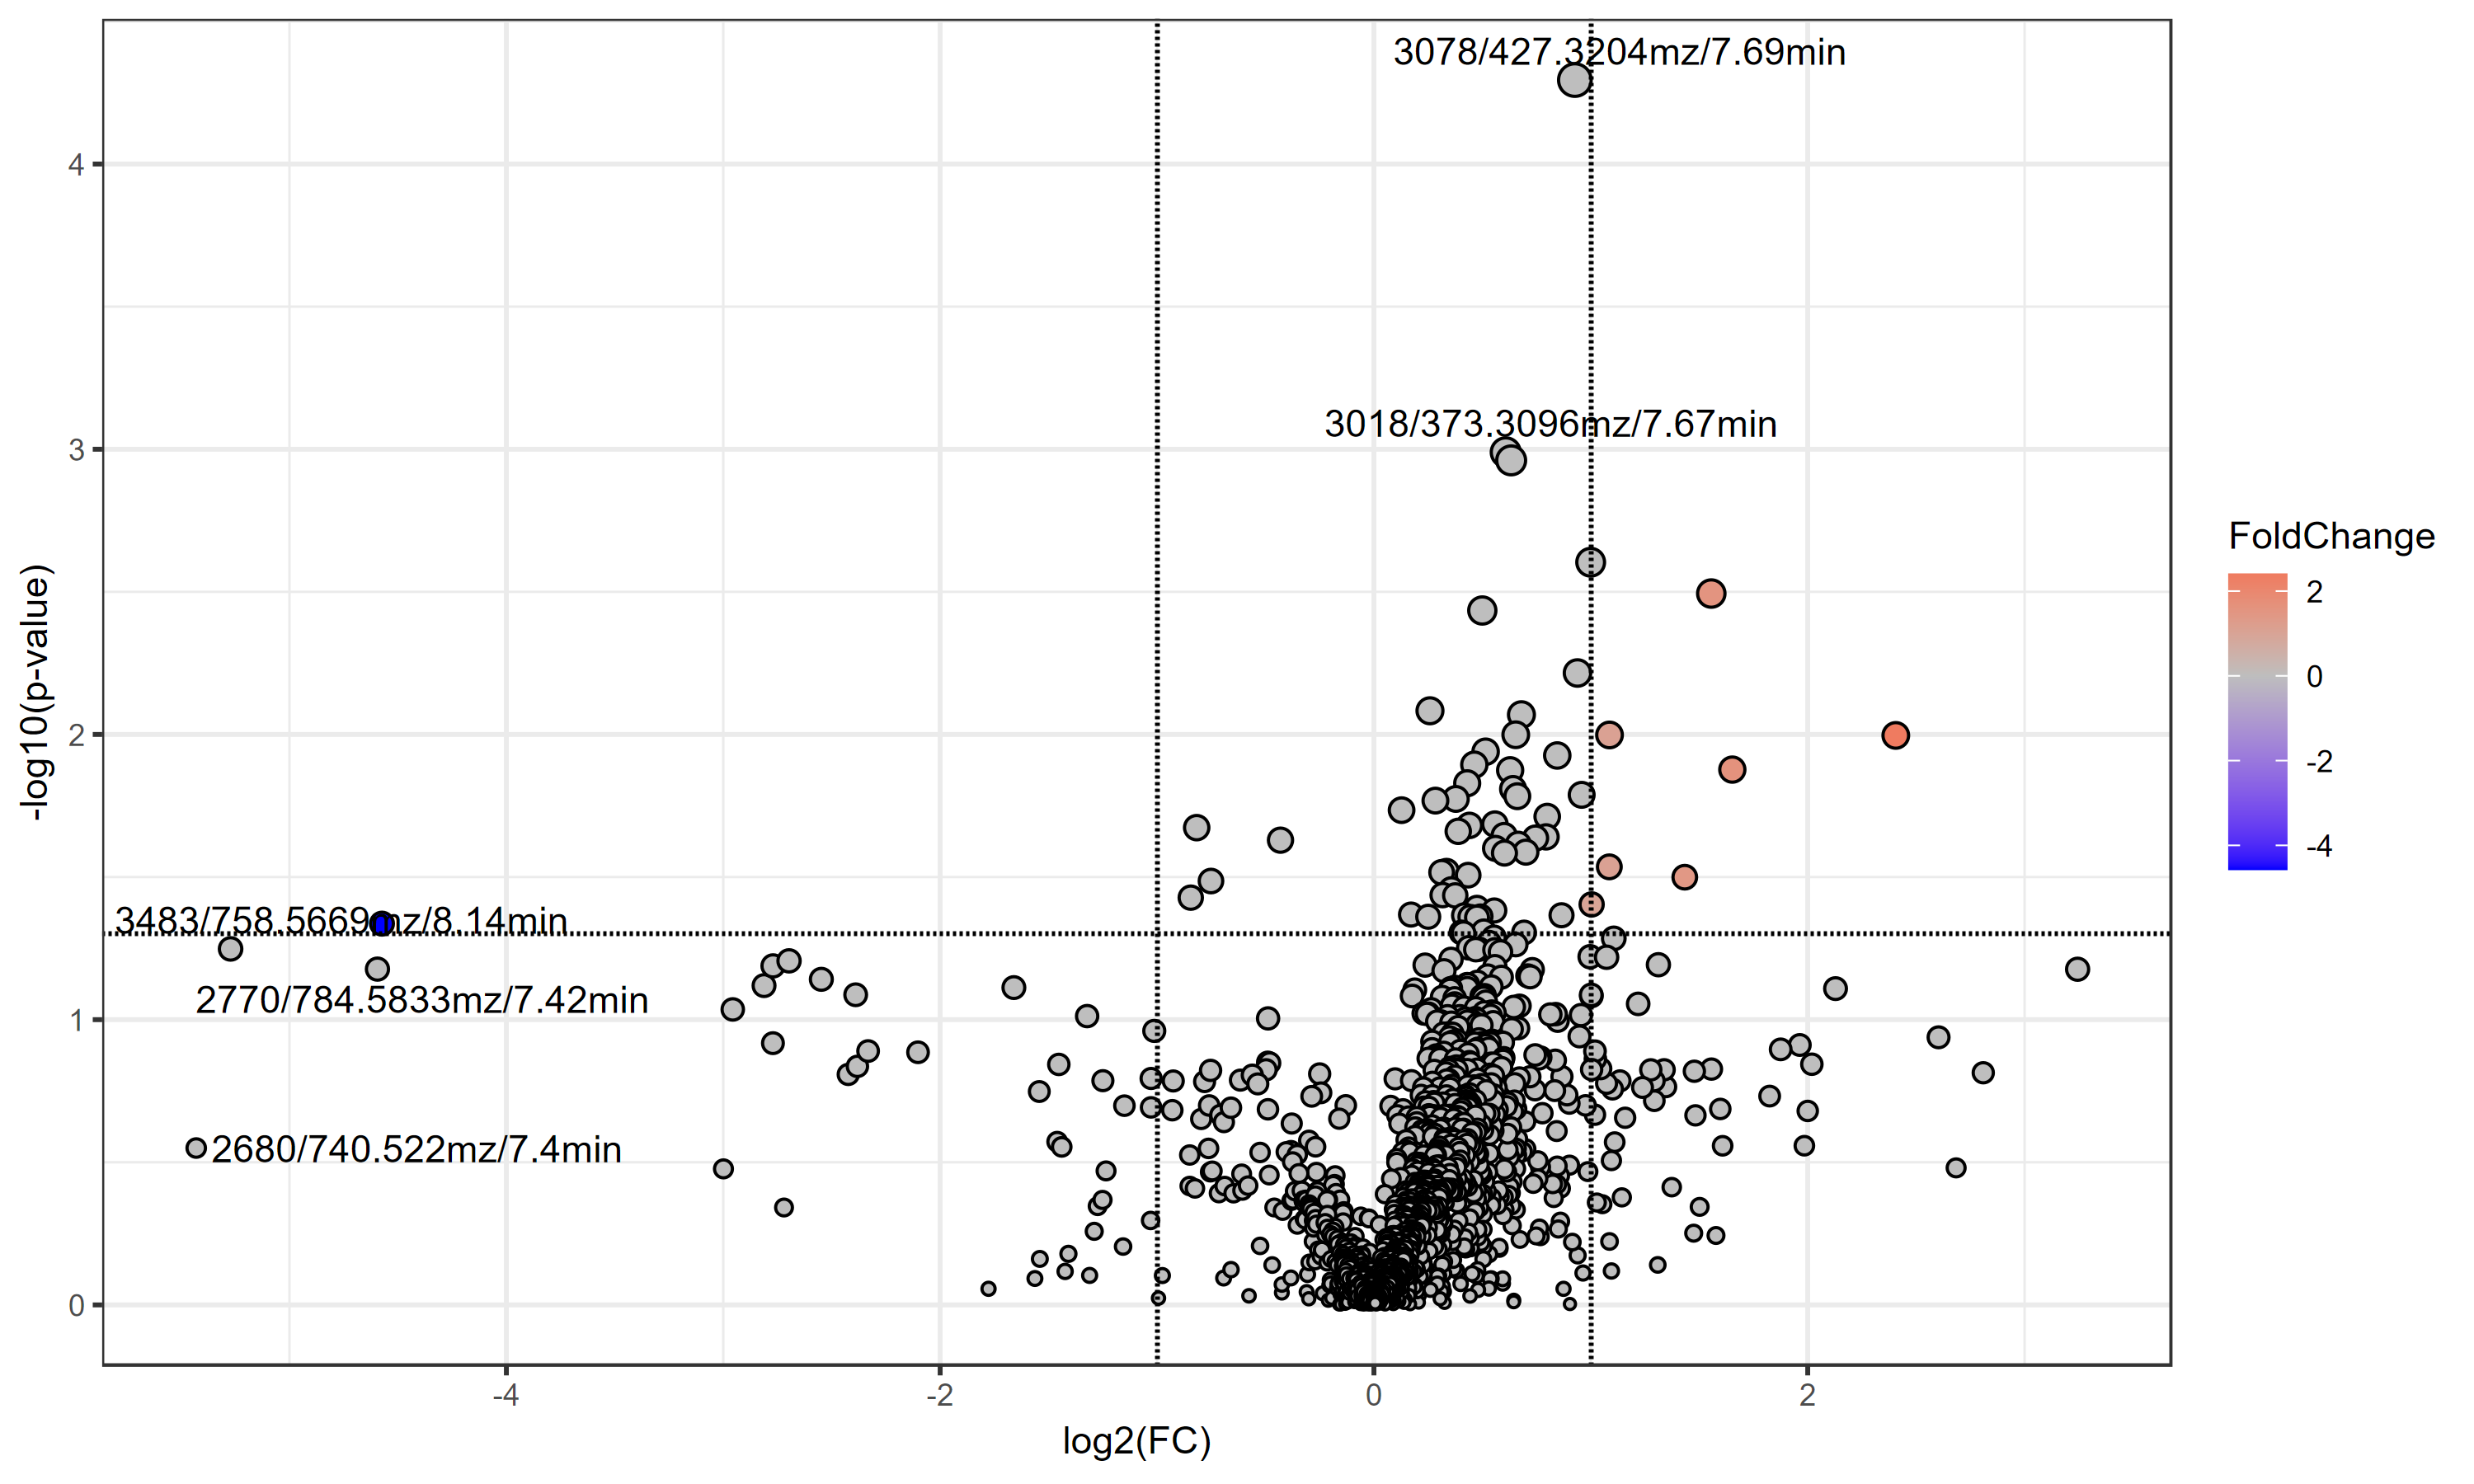 3078/427.3204mz/7.69min
3018/373.3096mz/7.67min
3483/758.5669mz/8.14min
2770/784.5833mz/7.42min
2680/740.522mz/7.4min
-log10(p-value)
4
3
2
1
0
-4
-2
0
2
log2(FC)
FoldChange
2
0
-2
-4